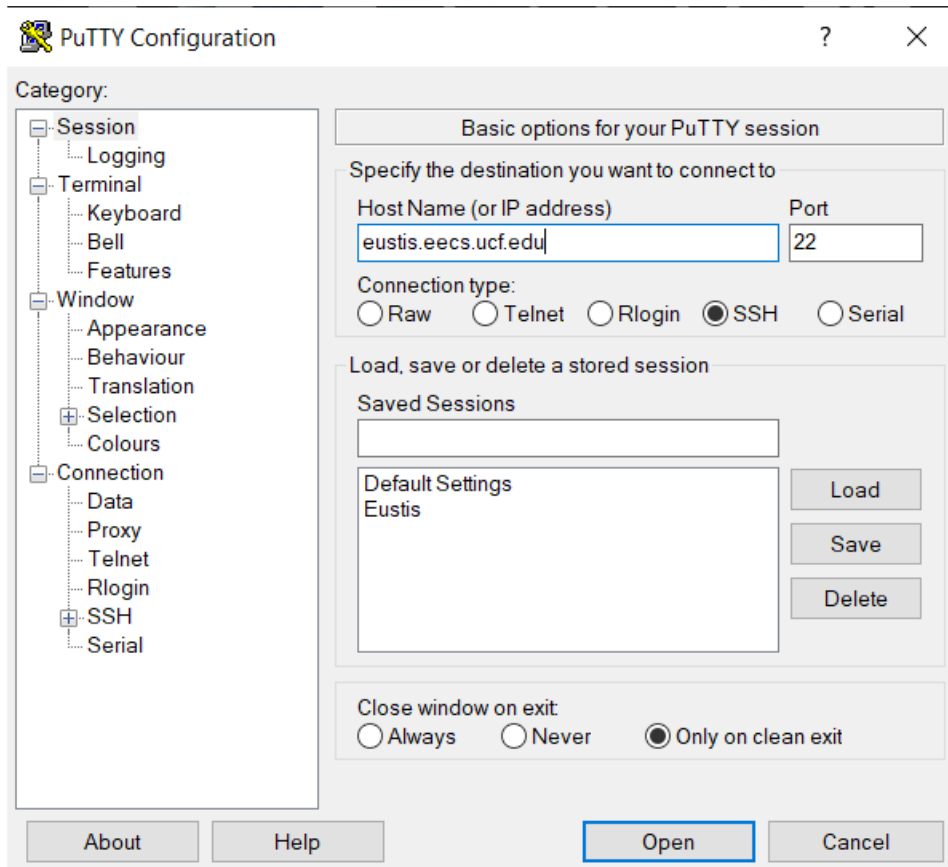 PuTTY Configuration
?
Category:
Session
Logging
Terminal
Keyboard
Bell
Features
Window
Appearance
Behaviour
Translation
Selection
Colours
Connection
Data
Proxy
Telnet
Rlogin
SSH
Serial
Basic options for your PuTTY session
Specify the destination you want to connect to
Host Name (or IP address) Port
eustis.eecs.ucf.edu 22
Connection type:
Raw Telnet Rlogin SSH Serial
Load, save or delete a stored session
Saved Sessions
Default Settings
Eustis
Load
Save
Delete
Close window on exit:
Always Never Only on clean exit
About Help Open Cancel